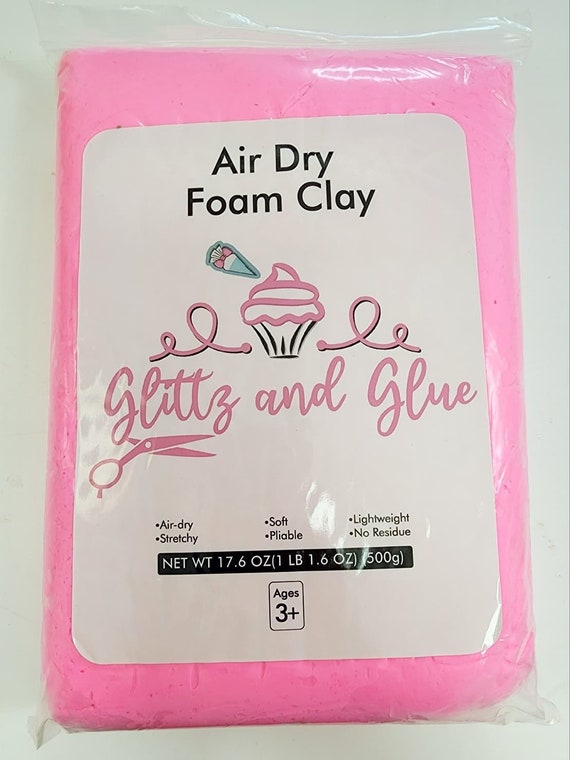 Air Dry
Foam Clay
Glittz and Glue
•Air-dry •Soft •Lightweight
•Stretchy •Pliable •No Residue
NET WT 17.6 OZ(1 LB 1.6 OZ) (500g)
Ages
3+